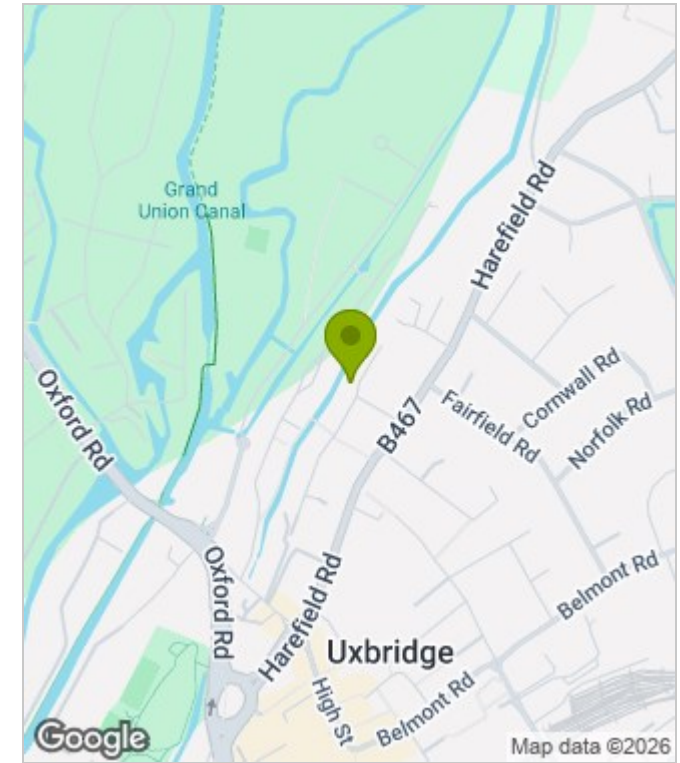 Grand
Union Canal
Harefield Rd
Oxford Rd
B467
Cornwall Rd
Fairfield Rd
Norfolk Rd
Oxford Rd
Harefield Rd
Belmont Rd
Uxbridge
High St
Belmont Rd
Google
Map data ©2026